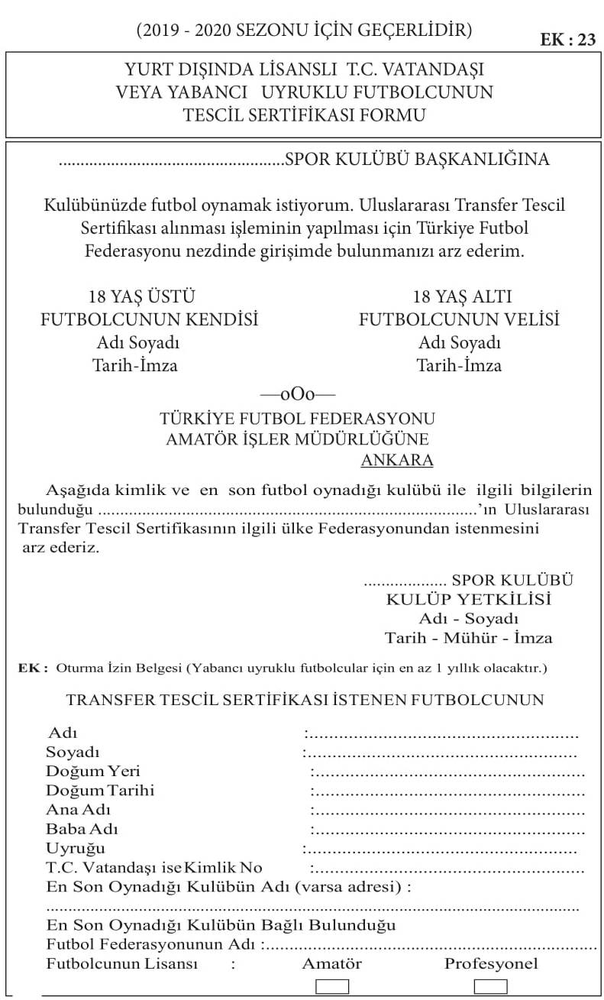 (2019 - 2020 SEZONU İÇİN GEÇERLİDİR)
EK : 23
YURT DIŞINDA LİSANSLI T.C. VATANDAŞI
VEYA YABANCI UYRUKLU FUTBOLCUNUN
TESCİL SERTİFİKASI FORMU
....................................................SPOR KULÜBÜ BAŞKANLIĞINA
Kulübünüzde futbol oynamak istiyorum. Uluslararası Transfer Tescil
Sertifikası alınması işleminin yapılması için Türkiye Futbol
Federasyonu nezdinde girişimde bulunmanızı arz ederim.
18 YAŞ ÜSTÜ 18 YAŞ ALTI
FUTBOLCUNUN KENDİSİ FUTBOLCUNUN VELİSİ
Adı Soyadı Adı Soyadı
Tarih-İmza Tarih-İmza
—oOo—
TÜRKİYE FUTBOL FEDERASYONU
AMATÖR İŞLER MÜDÜRLÜĞÜNE
ANKARA
Aşağıda kimlik ve en son futbol oynadığı kulübü ile ilgili bilgilerin
bulunduğu ......................................................................................'ın Uluslararası
Transfer Tescil Sertifikasının ilgili ülke Federasyonundan istenmesini
arz ederiz.
................... SPOR KULÜBÜ
KULÜP YETKİLİSİ
Adı - Soyadı
Tarih - Mühür - İmza
EK : Oturma İzin Belgesi (Yabancı uyruklu futbolcular için en az 1 yıllık olacaktır.)
TRANSFER TESCİL SERTİFİKASI İSTENEN FUTBOLCUNUN
Adı :......................................................
Soyadı :......................................................
Doğum Yeri :......................................................
Doğum Tarihi :......................................................
Ana Adı :......................................................
Baba Adı :......................................................
Uyruğu :......................................................
T.C. Vatandaşı ise Kimlik No :......................................................
En Son Oynadığı Kulübün Adı (varsa adresi) :
.........................................................................................................................
En Son Oynadığı Kulübün Bağlı Bulunduğu
Futbol Federasyonunun Adı :..................................................................
Futbolcunun Lisansı : Amatör Profesyonel